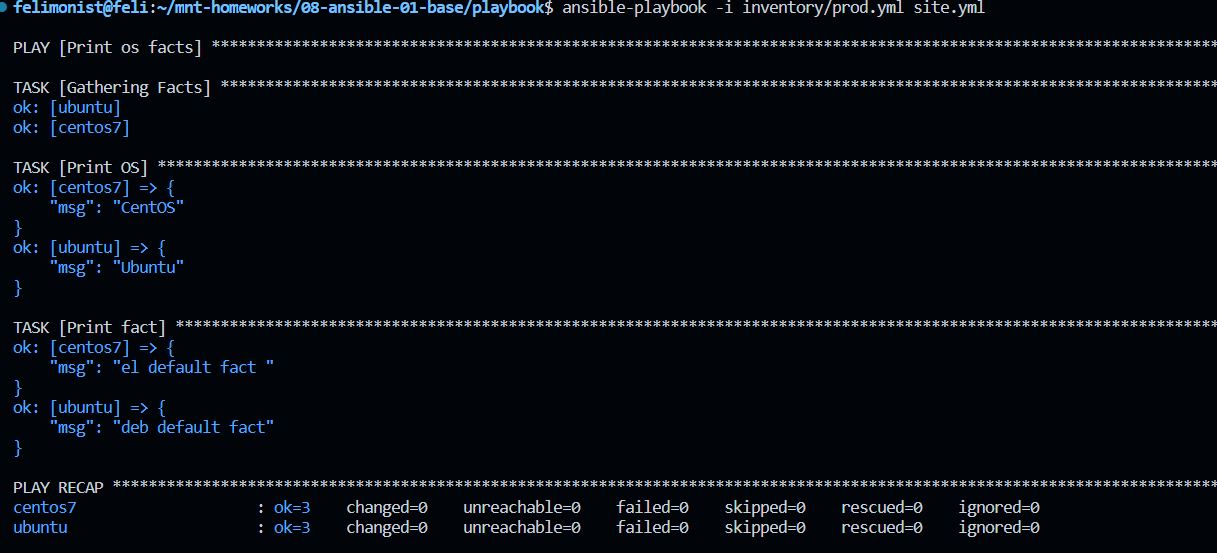 felimonist@feli:~/mnt-homeworks/08-ansible-01-base/playbook$ ansible-playbook -i inventory/prod.yml site.yml
PLAY [Print os facts] ****************************************************************************************************************
TASK [Gathering Facts] ***************************************************************************************************************
ok: [ubuntu]
ok: [centos7]
TASK [Print OS] **********************************************************************************************************************
ok: [centos7] => {
    "msg": "CentOS"
}
ok: [ubuntu] => {
    "msg": "Ubuntu"
}
TASK [Print fact] ********************************************************************************************************************
ok: [centos7] => {
    "msg": "el default fact "
}
ok: [ubuntu] => {
    "msg": "deb default fact"
}
PLAY RECAP ***************************************************************************************************************************
centos7                    : ok=3    changed=0    unreachable=0    failed=0    skipped=0    rescued=0    ignored=0
ubuntu                     : ok=3    changed=0    unreachable=0    failed=0    skipped=0    rescued=0    ignored=0